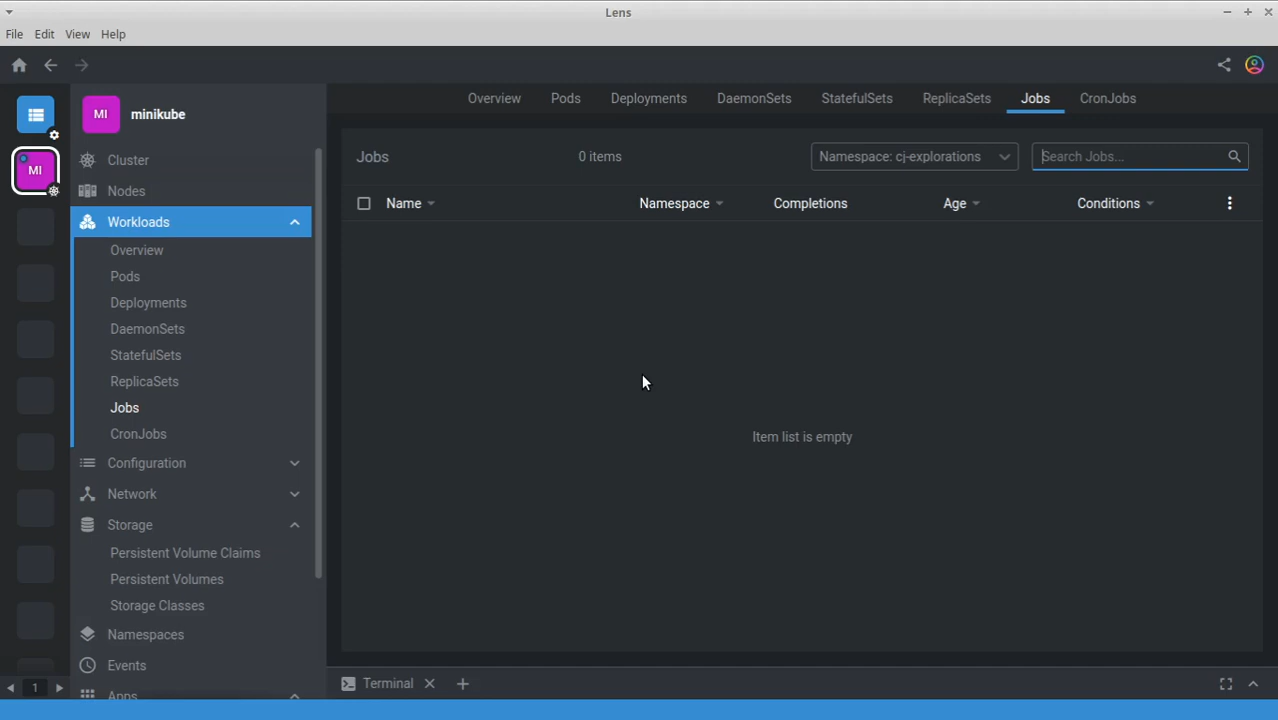 Lens
File Edit View Help
MI minikube
MI
Cluster
Nodes
Workloads
Overview
Pods
Deployments
DaemonSets
StatefulSets
ReplicaSets
Jobs
CronJobs
Configuration
Network
Storage
Persistent Volume Claims
Persistent Volumes
Storage Classes
Namespaces
Events
Apps
1
Overview Pods Deployments DaemonSets StatefulSets ReplicaSets Jobs CronJobs
Jobs 0 items Namespace: cj-explorations Search Jobs...
Name Namespace Completions Age Conditions
Item list is empty
Terminal